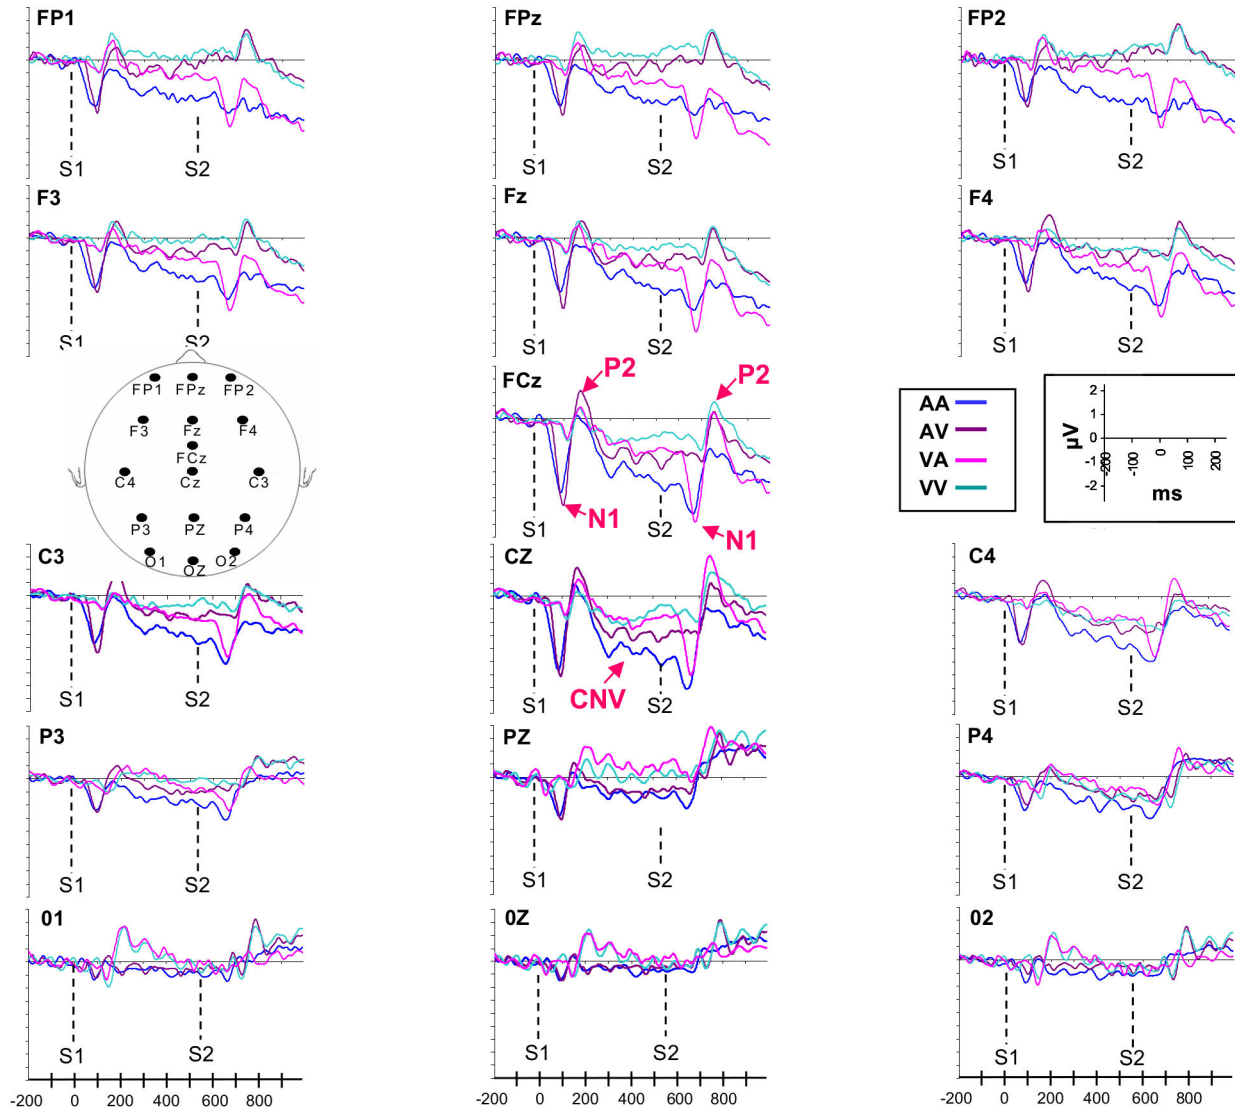 FP1
FPz
FP2
S1
S2
S1
S2
S1
S2
F3
Fz
F4
S1
S2
S1
S2
S1
S2
FP1 FPz FP2
F3 Fz F4
FCz
C4 Cz C3
P3 PZ P4
O1 OZ O2
FCz
P2
P2
N1
N1
S1
S2
AA
AV
VA
VV
2
1
0
-1
-2
µV
-200 -100 0 100 200
ms
C3
CZ
C4
CNV
S1
S2
S1
S2
S1
S2
P3
PZ
P4
S1
S2
S1
S2
S1
S2
01
0Z
02
S1
S2
S1
S2
S1
S2
-200 0 200 400 600 800
-200 0 200 400 600 800
-200 0 200 400 600 800